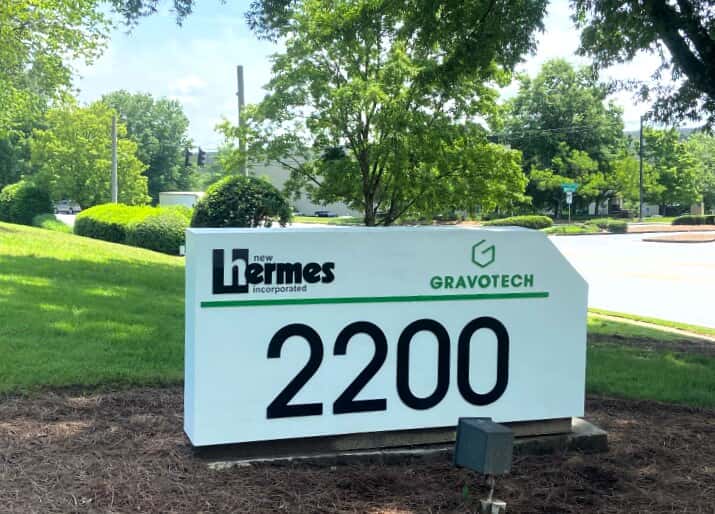 new
hermes
incorporated
GRAVOTECH
2200